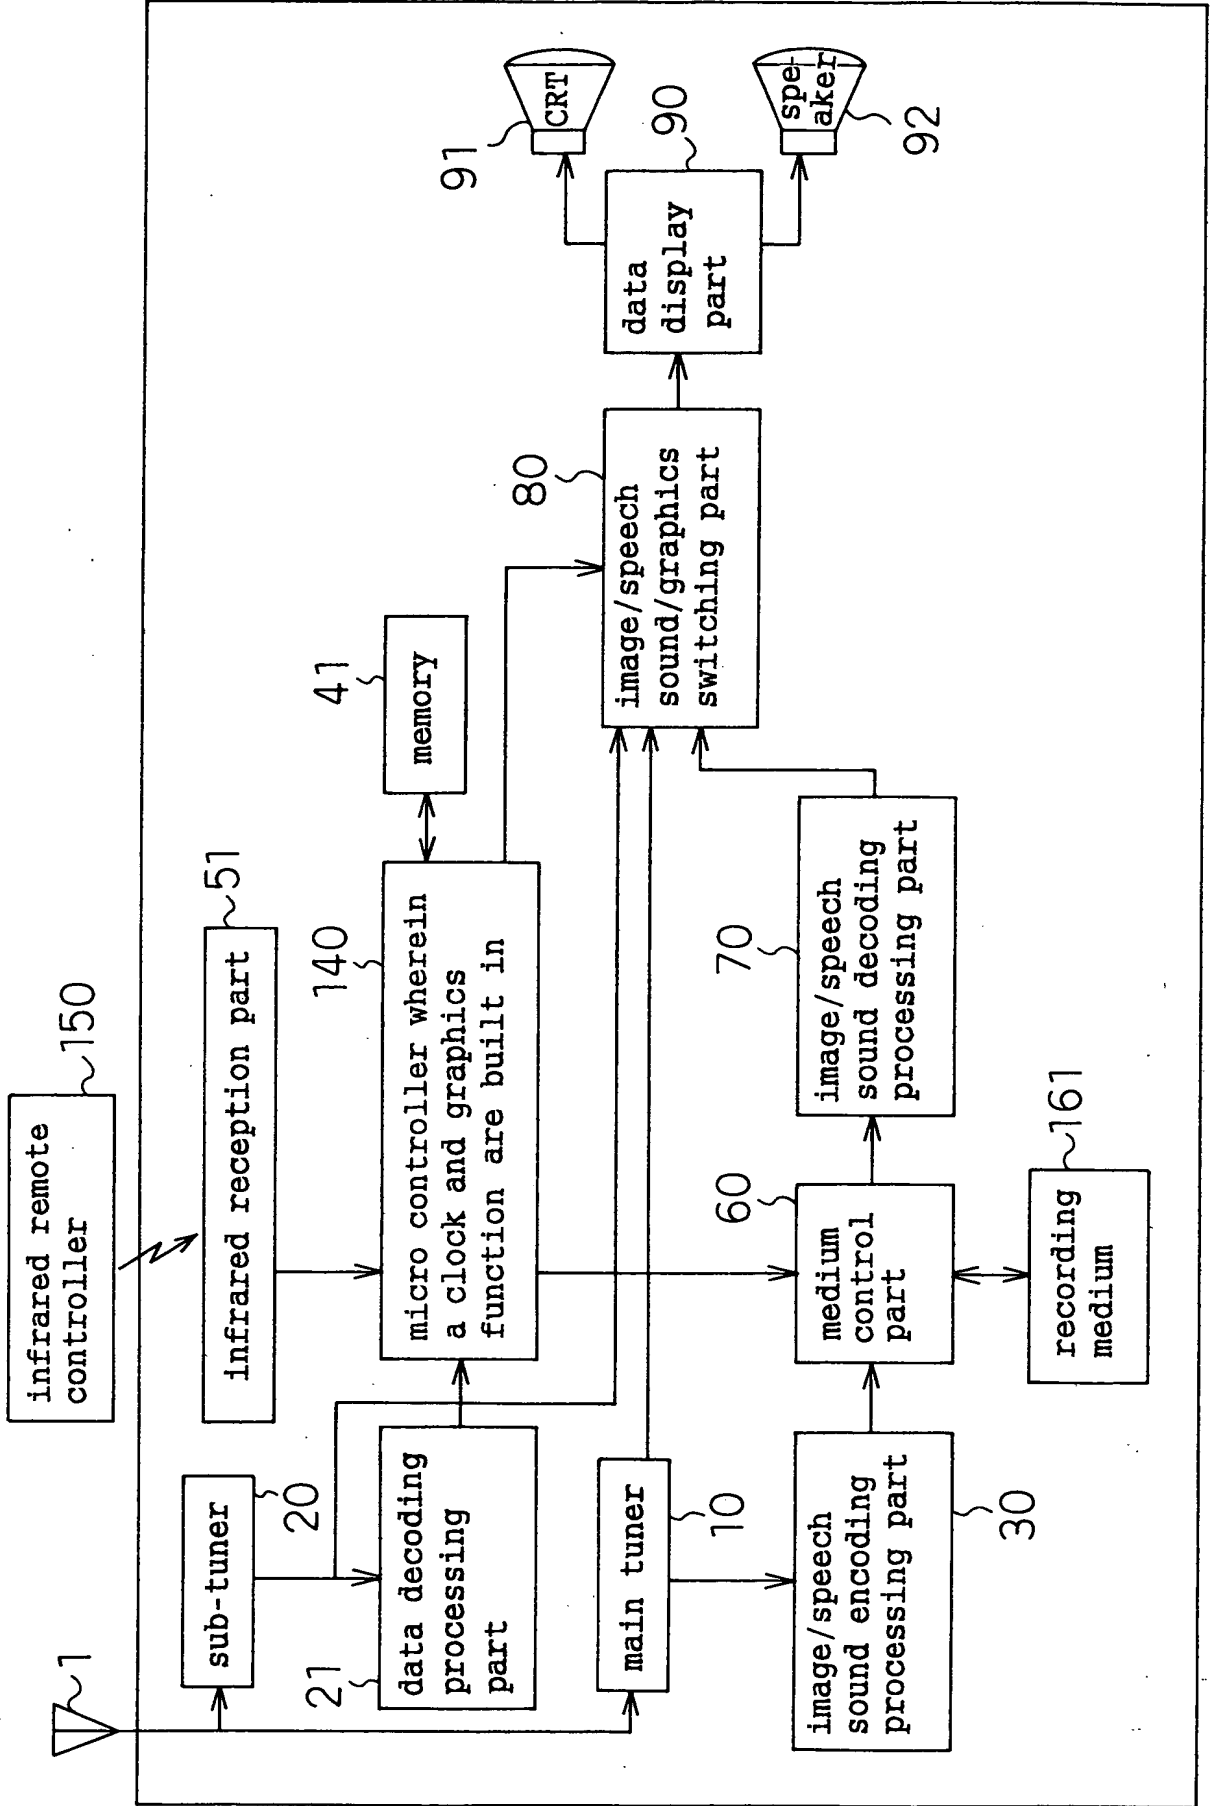 1
infrared remote
controller
150
sub-tuner
20
infrared reception part
51
data decoding
processing
part
21
micro controller wherein
a clock and graphics
function are built in
140
memory
41
main tuner
10
image/speech
sound/graphics
switching part
80
data
display
part
90
CRT
91
spe-
aker
92
image/speech
sound encoding
processing part
30
medium
control
part
60
image/speech
sound decoding
processing part
70
recording
medium
161